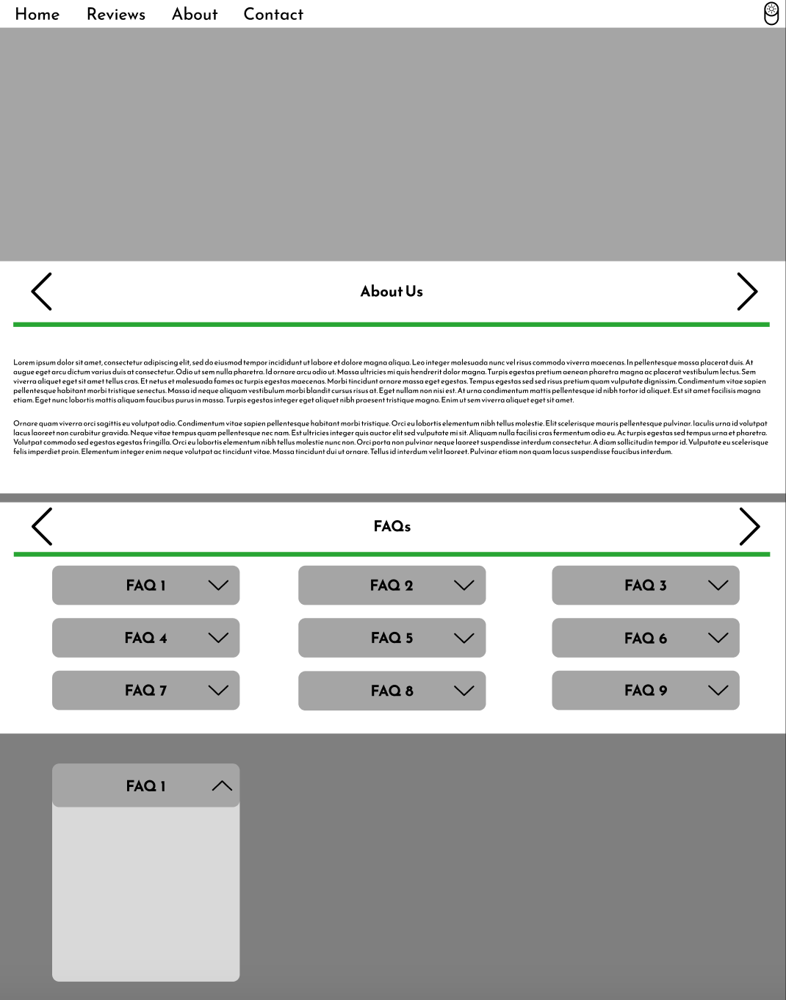 Home Reviews About Contact
About Us
Lorem ipsum dolor sit amet, consectetur adipiscing elit, sed do eiusmod tempor incididunt ut labore et dolore magna aliqua. Leo integer malesuada nunc vel risus commodo viverra maecenas. In pellentesque massa placerat duis. At
augue eget arcu dictum varius duis at consectetur. Odio ut sem nulla pharetra. Id ornare arcu odio ut. Massa ultricies mi quis hendrerit dolor magna. Turpis egestas pretium aenean pharetra magna ac placerat vestibulum lectus. Sem
viverra aliquet eget sit amet tellus cras. Et netus et malesuada fames ac turpis egestas maecenas. Morbi tincidunt ornare massa eget egestas. Tempus egestas sed sed risus pretium quam vulputate dignissim. Condimentum vitae sapien
pellentesque habitant morbi tristique senectus. Massa id neque aliquam vestibulum morbi blandit cursus risus at. Eget nullam non nisi est. At urna condimentum mattis pellentesque id nibh tortor id aliquet. Est sit amet facilisis magna
etiam. Eget nunc lobortis mattis aliquam faucibus purus in massa. Turpis egestas integer eget aliquet nibh praesent tristique magna. Enim ut sem viverra aliquet eget sit amet.
Ornare quam viverra orci sagittis eu volutpat odio. Condimentum vitae sapien pellentesque habitant morbi tristique. Orci eu lobortis elementum nibh tellus molestie. Elit scelerisque mauris pellentesque pulvinar. Iaculis urna id volutpat
lacus laoreet non curabitur gravida. Neque vitae tempus quam pellentesque nec nam. Est ultricies integer quis auctor elit sed vulputate mi sit. Aliquam nulla facilisi cras fermentum odio eu. Ac turpis egestas sed tempus urna et pharetra.
Volutpat commodo sed egestas egestas fringilla. Orci eu lobortis elementum nibh tellus molestie nunc non. Orci porta non pulvinar neque laoreet suspendisse interdum consectetur. A diam sollicitudin tempor id. Vulputate eu scelerisque
felis imperdiet proin. Elementum integer enim neque volutpat ac tincidunt vitae. Massa tincidunt dui ut ornare. Tellus id interdum velit laoreet. Pulvinar etiam non quam lacus suspendisse faucibus interdum.
FAQs
FAQ 1 FAQ 2 FAQ 3
FAQ 4 FAQ 5 FAQ 6
FAQ 7 FAQ 8 FAQ 9
FAQ 1